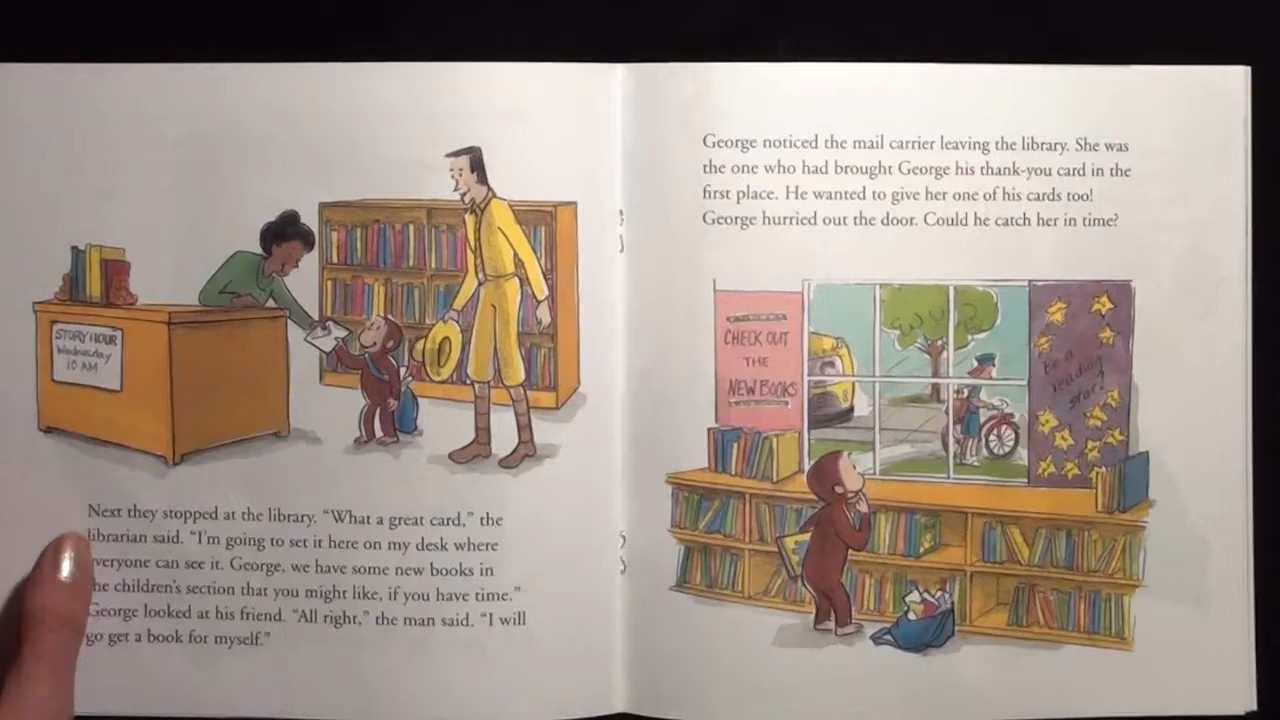 STORY HOUR
Wednesday
10 AM
Next they stopped at the library. “What a great card,” the
librarian said. “I’m going to set it here on my desk where
everyone can see it. George, we have some new books in
the children’s section that you might like, if you have time.”
George looked at his friend. “All right,” the man said. “I will
go get a book for myself.”
George noticed the mail carrier leaving the library. She was
the one who had brought George his thank-you card in the
first place. He wanted to give her one of his cards too!
George hurried out the door. Could he catch her in time?
CHECK OUT
THE
NEW BOOKS
Be a
reading
star!